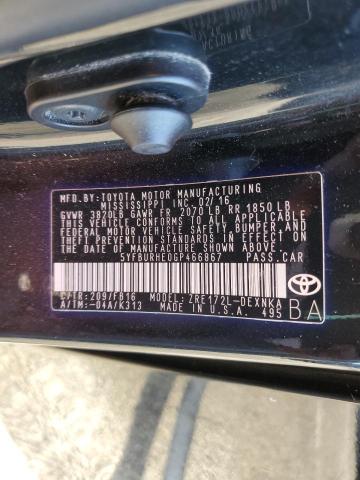 MFD.BY:TOYOTA MOTOR MANUFACTURING
MISSISSIPPI INC. 02/16
GVWR 3820LB GAWR FR 2070 LB RR 1850 LB
THIS VEHICLE CONFORMS TO ALL APPLICABLE
FEDERAL MOTOR VEHICLE SAFETY, BUMPER, AND
THEFT PREVENTION STANDARDS IN EFFECT ON
THE DATE OF MANUFACTURE SHOWN ABOVE.
5YFBURHE0GP466867 PASS.CAR
C/TR:209/FB16 MODEL:ZRE172L-DEXNKA
A/TM:-04A/K313 MADE IN U.S.A. 495
BA